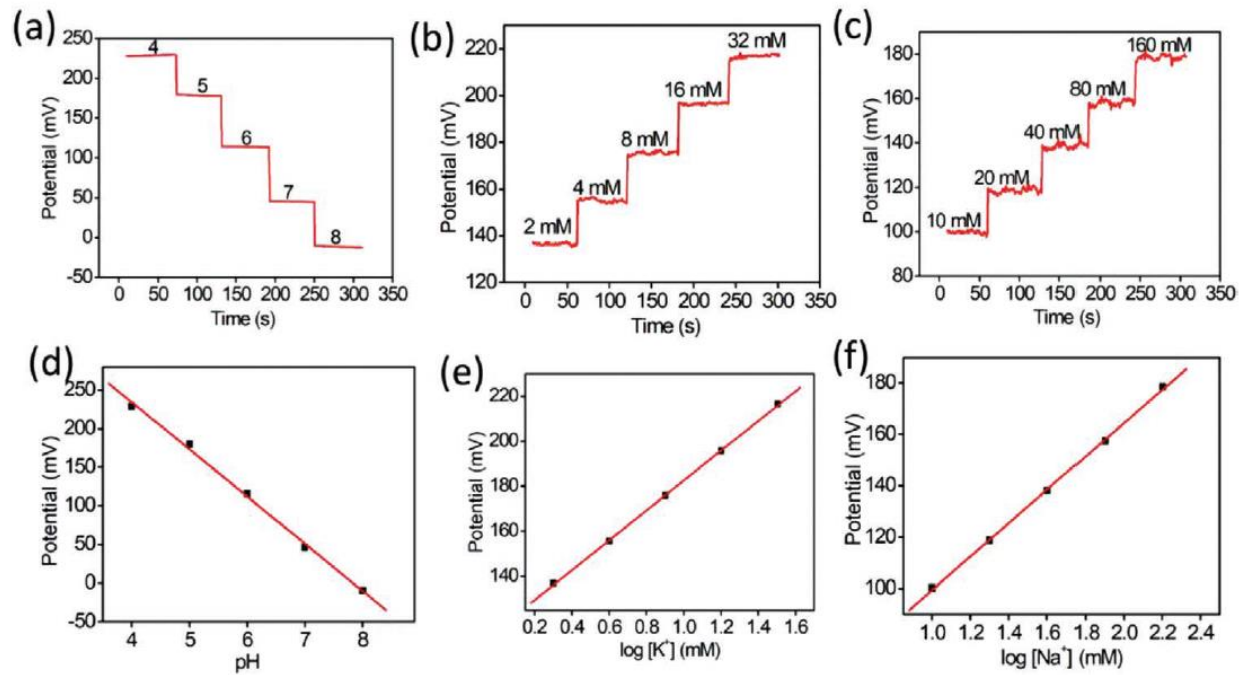 (a)
250
200
150
100
50
0
-50
Potential (mV)
4
5
6
7
8
0 50 100 150 200 250 300 350
Time (s)
(b)
220
200
180
160
140
120
Potential (mV)
2 mM
4 mM
8 mM
16 mM
32 mM
0 50 100 150 200 250 300 350
Time (s)
(c)
180
160
140
120
100
80
Potential (mV)
10 mM
20 mM
40 mM
80 mM
160 mM
0 50 100 150 200 250 300 350
Time (s)
(d)
250
200
150
100
50
0
-50
Potential (mV)
4 5 6 7 8
pH
(e)
220
200
180
160
140
Potential (mV)
0.2 0.4 0.6 0.8 1.0 1.2 1.4 1.6
log [K⁺] (mM)
(f)
180
160
140
120
100
Potential (mV)
1.0 1.2 1.4 1.6 1.8 2.0 2.2 2.4
log [Na⁺] (mM)